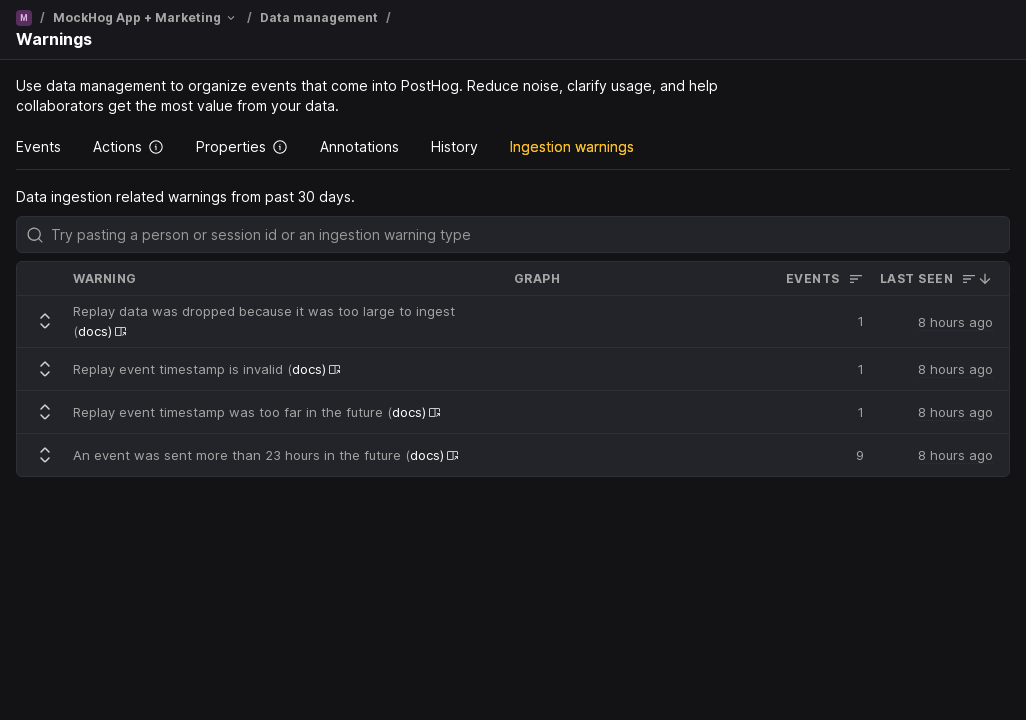 M / MockHog App + Marketing / Data management /
Warnings
Use data management to organize events that come into PostHog. Reduce noise, clarify usage, and help
collaborators get the most value from your data.
Events Actions Properties Annotations History Ingestion warnings
Data ingestion related warnings from past 30 days.
Try pasting a person or session id or an ingestion warning type
WARNING GRAPH EVENTS LAST SEEN
Replay data was dropped because it was too large to ingest
(docs) 1 8 hours ago
Replay event timestamp is invalid (docs) 1 8 hours ago
Replay event timestamp was too far in the future (docs) 1 8 hours ago
An event was sent more than 23 hours in the future (docs) 9 8 hours ago